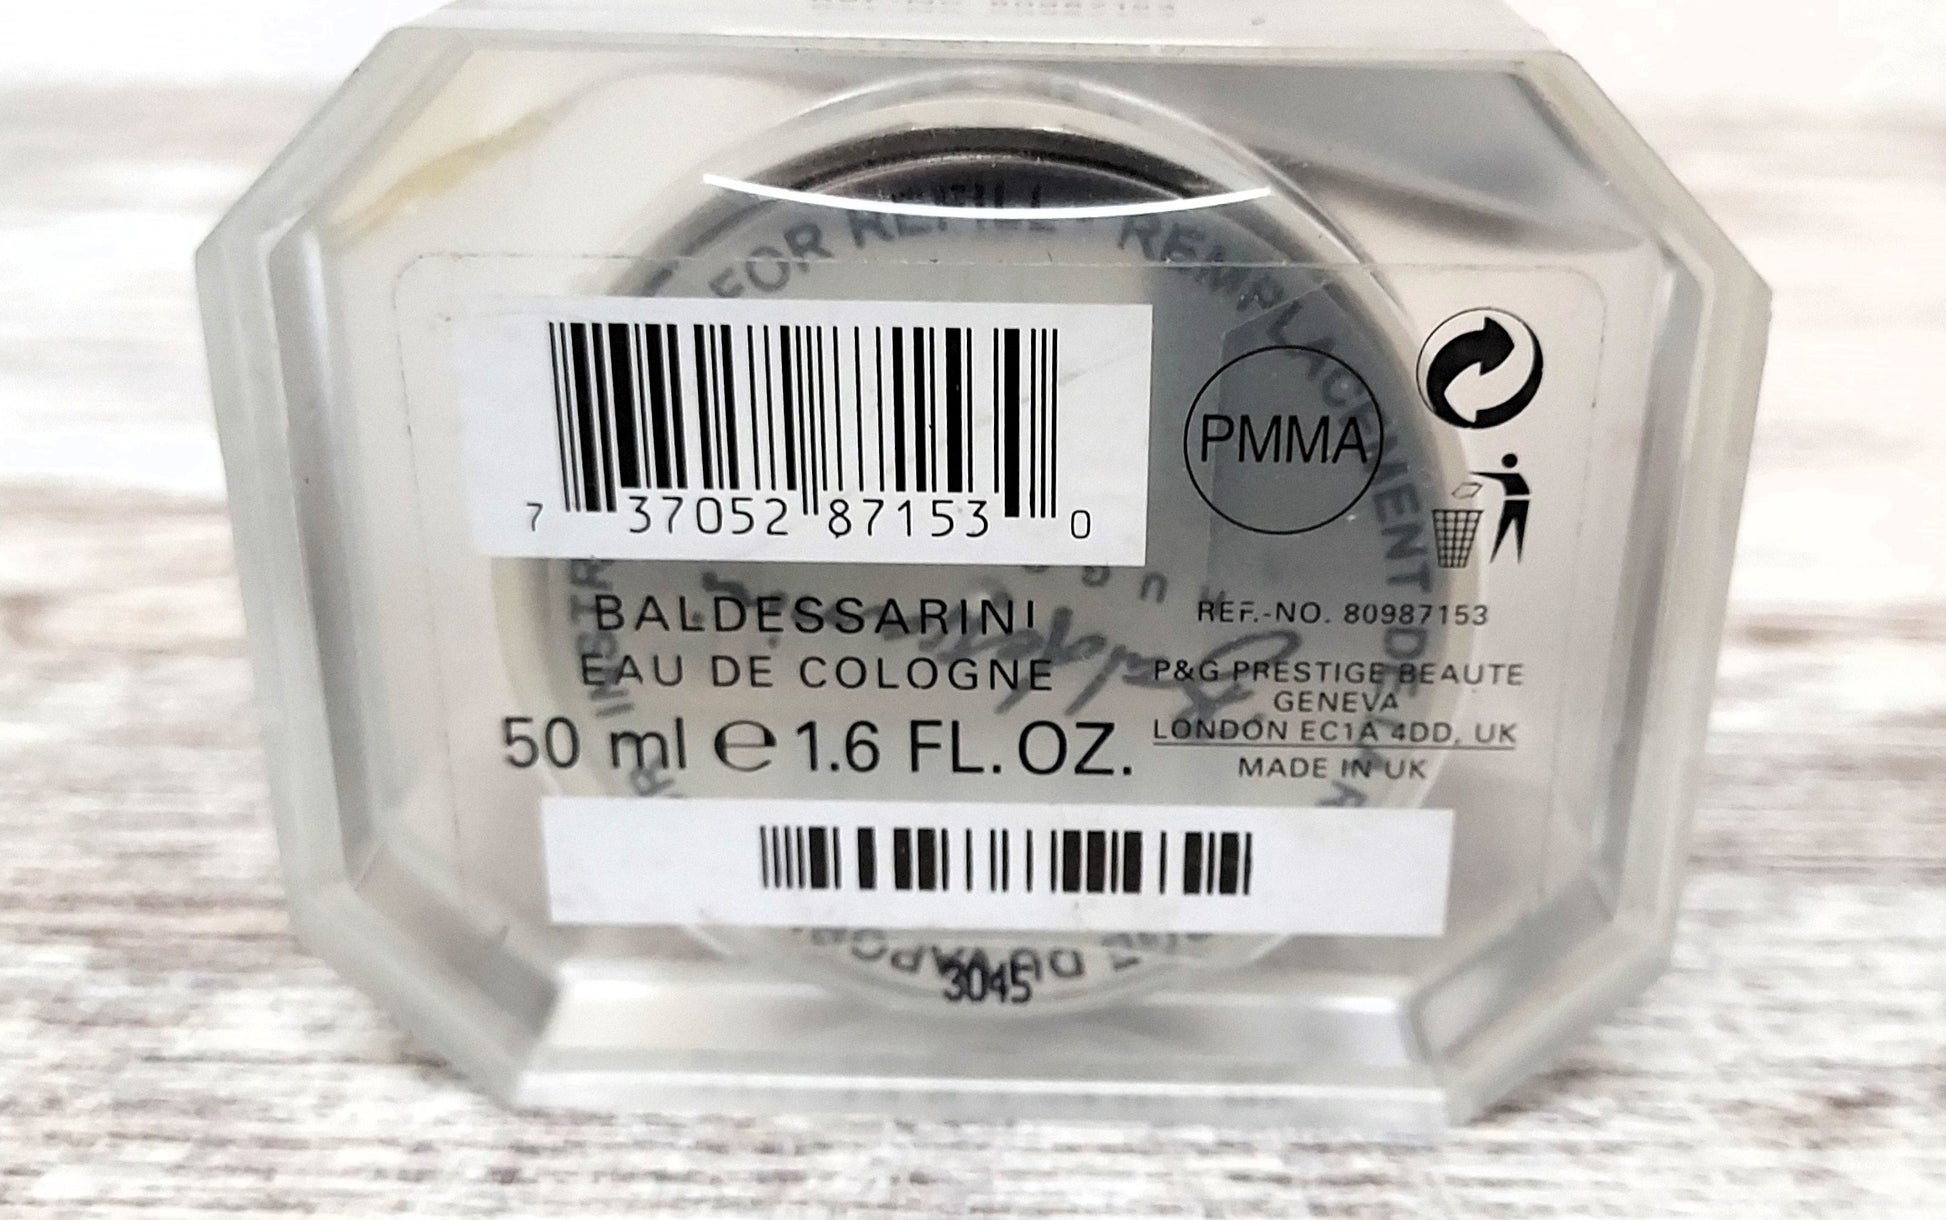 FOR REFILL · REMPLACEMENT DE
7 37052 87153 0
PMMA
BALDESSARINI
EAU DE COLOGNE
50 ml ℮ 1.6 FL. OZ.
REF.-NO. 80987153
P&G PRESTIGE BEAUTE
GENEVA
LONDON EC1A 4DD, UK
MADE IN UK
3045